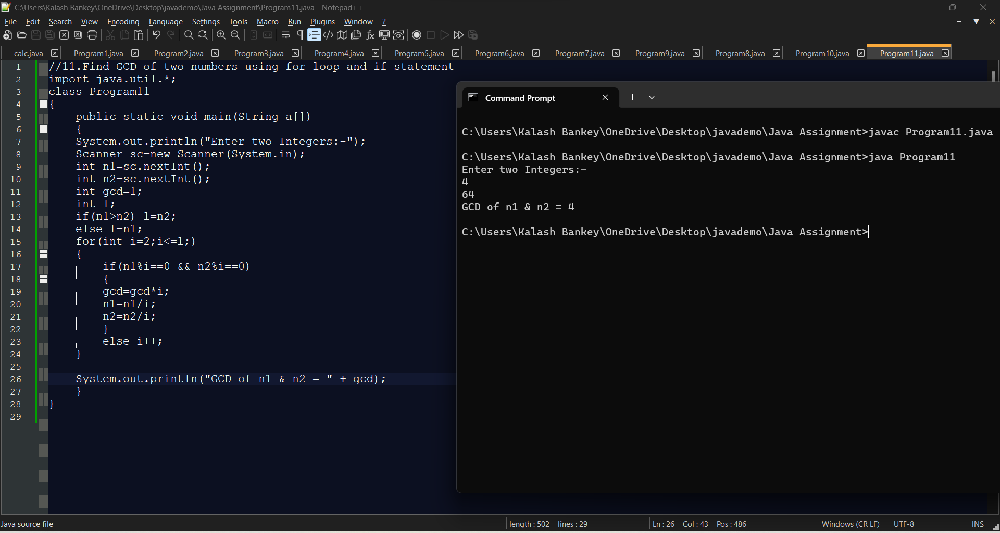 C:\Users\Kalash Bankey\OneDrive\Desktop\javademo\Java Assignment\Program11.java - Notepad++
File Edit Search View Encoding Language Settings Tools Macro Run Plugins Window ?
calc.java Program1.java Program2.java Program3.java Program4.java Program5.java Program6.java Program7.java Program9.java Program8.java Program10.java Program11.java
1 //11.Find GCD of two numbers using for loop and if statement
2 import java.util.*;
3 class Program11
4 {
5 public static void main(String a[])
6 {
7 System.out.println("Enter two Integers:-");
8 Scanner sc=new Scanner(System.in);
9 int n1=sc.nextInt();
10 int n2=sc.nextInt();
11 int gcd=1;
12 int l;
13 if(n1>n2) l=n2;
14 else l=n1;
15 for(int i=2;i<=l;)
16 {
17 if(n1%i==0 && n2%i==0)
18 {
19 gcd=gcd*i;
20 n1=n1/i;
21 n2=n2/i;
22 }
23 else i++;
24 }
25
26 System.out.println("GCD of n1 & n2 = " + gcd);
27 }
28 }
29
Command Prompt
C:\Users\Kalash Bankey\OneDrive\Desktop\javademo\Java Assignment>javac Program11.java
C:\Users\Kalash Bankey\OneDrive\Desktop\javademo\Java Assignment>java Program11
Enter two Integers:-
4
64
GCD of n1 & n2 = 4
C:\Users\Kalash Bankey\OneDrive\Desktop\javademo\Java Assignment>
Java source file length : 502 lines : 29 Ln : 26 Col : 43 Pos : 486 Windows (CR LF) UTF-8 INS